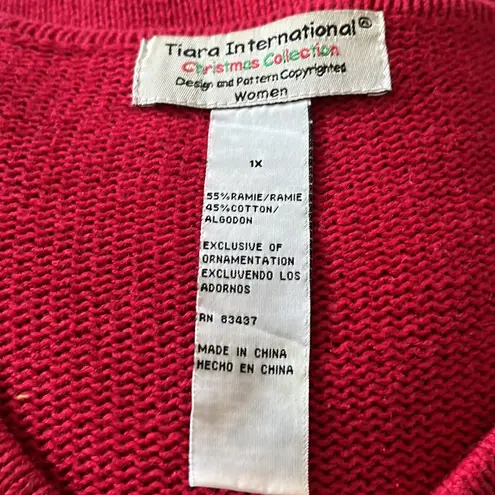 Tiara International®
Christmas Collection
Design and Pattern Copyrighted
Women
1X
55%RAMIE/RAMIE
45%COTTON/
ALGODON
EXCLUSIVE OF
ORNAMENTATION
EXCLUVENDO LOS
ADORNOS
RN 83437
MADE IN CHINA
HECHO EN CHINA